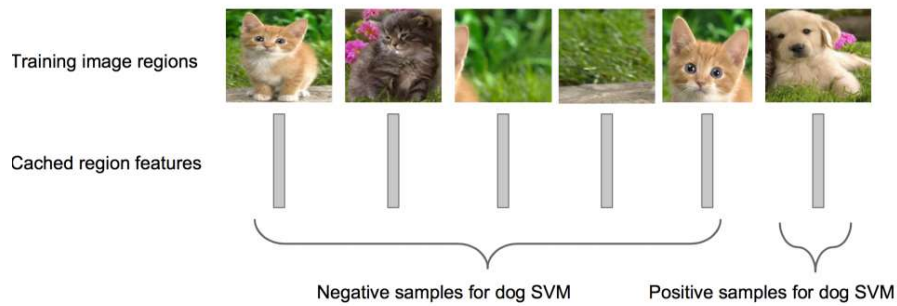 Training image regions
Cached region features
Negative samples for dog SVM
Positive samples for dog SVM